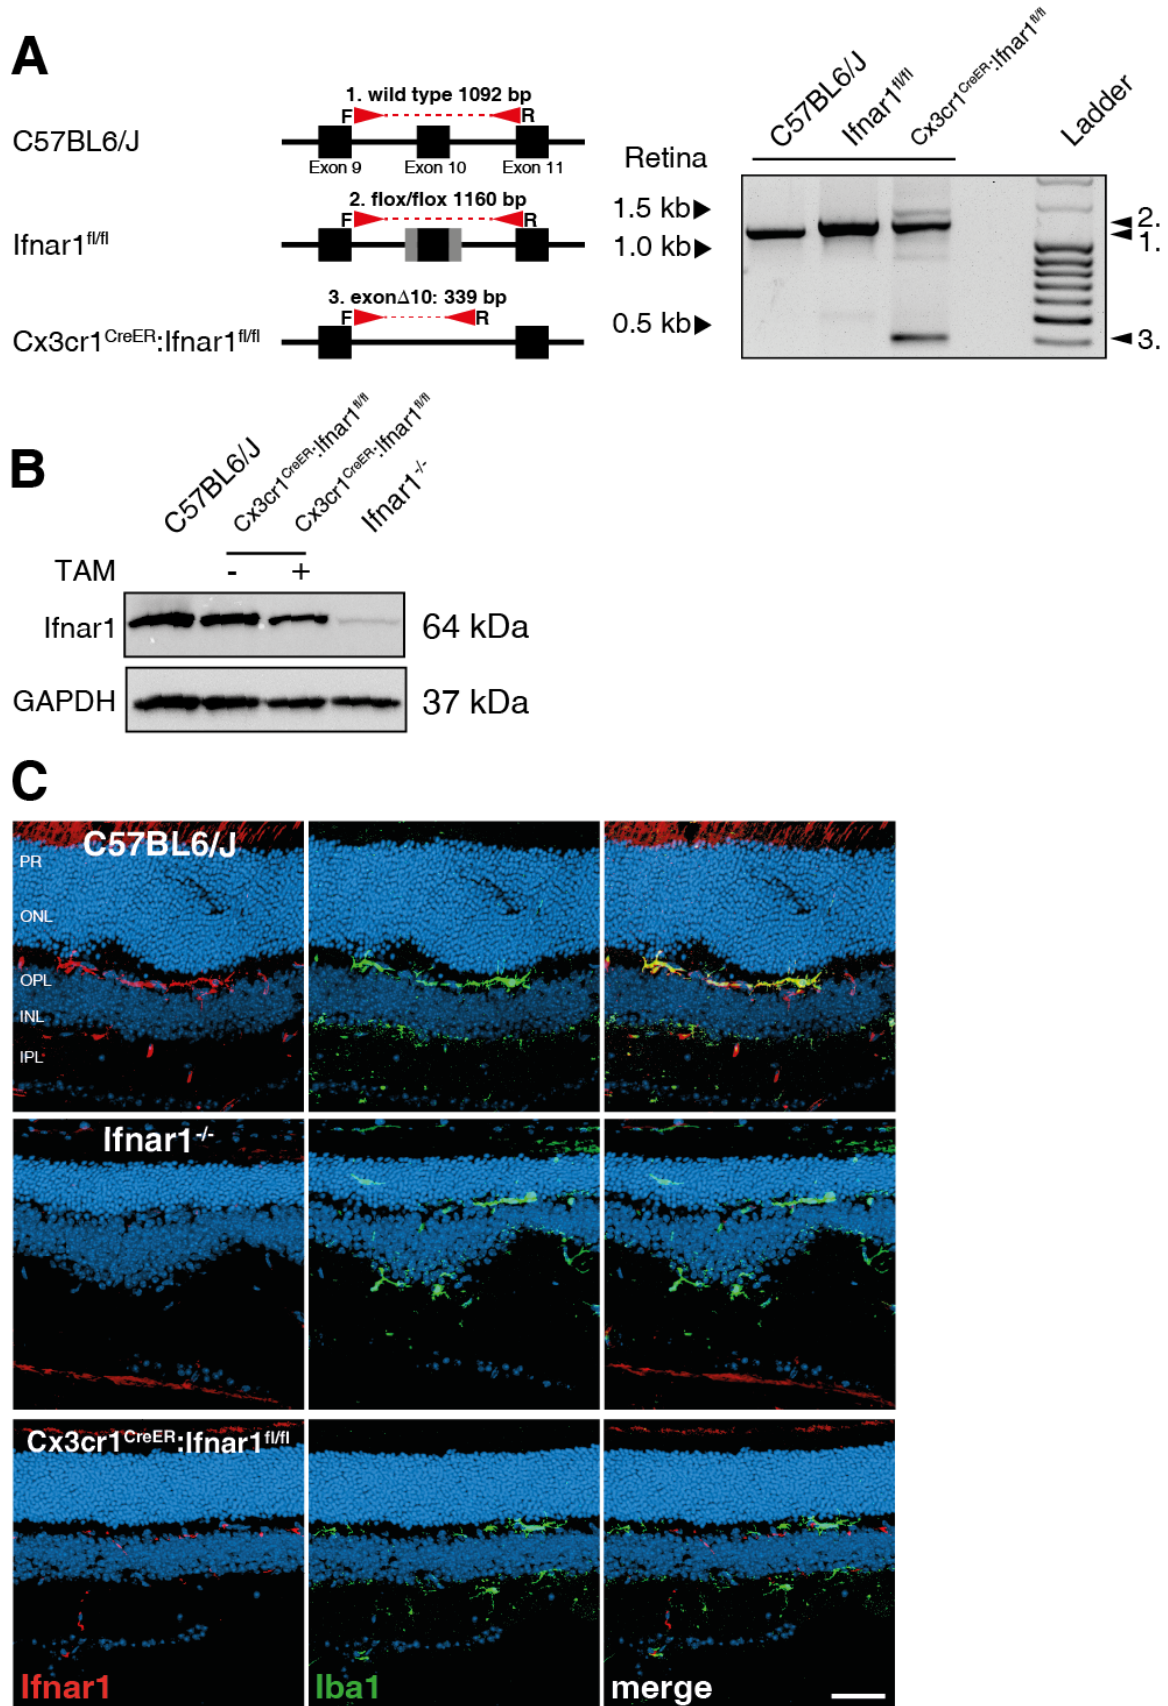 A
C57BL6/J
1. wild type 1092 bp
F R
Exon 9 Exon 10 Exon 11
Ifnar1fl/fl
2. flox/flox 1160 bp
F R
Cx3cr1CreER:Ifnar1fl/fl
3. exonΔ10: 339 bp
F R
C57BL6/J Ifnar1fl/fl Cx3cr1CreER:Ifnar1fl/fl Ladder
Retina
1.5 kb
1.0 kb
0.5 kb
2.
1.
3.
B
C57BL6/J Cx3cr1CreER:Ifnar1fl/fl Cx3cr1CreER:Ifnar1fl/fl Ifnar1-/-
TAM - +
Ifnar1 64 kDa
GAPDH 37 kDa
C
C57BL6/J
PR
ONL
OPL
INL
IPL
Ifnar1-/-
Cx3cr1CreER:Ifnar1fl/fl
Ifnar1 Iba1 merge